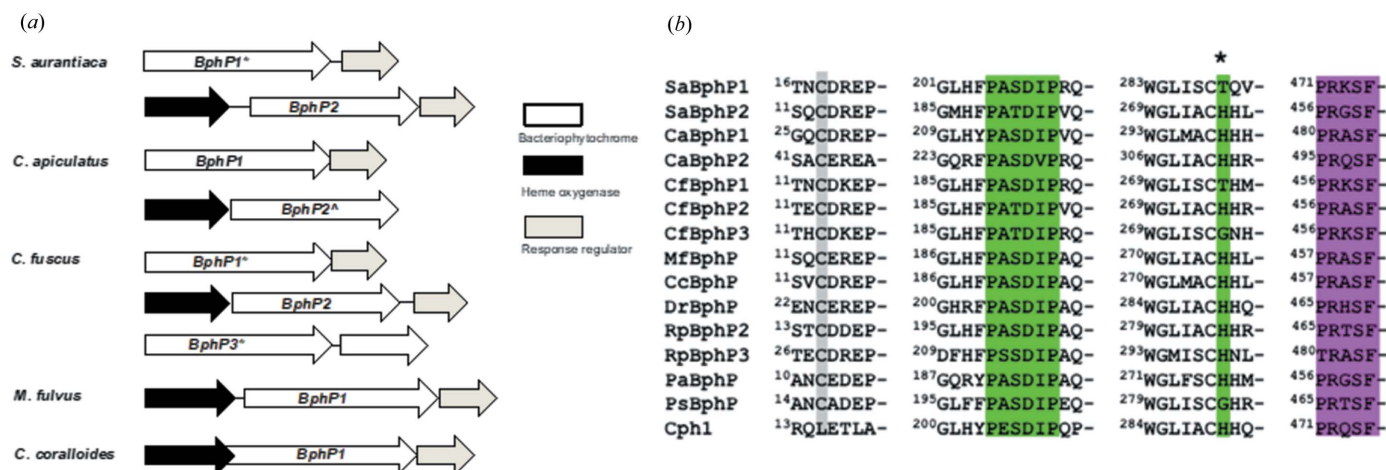 (a)
S. aurantiaca
BphP1*
BphP2
C. apiculatus
BphP1
BphP2^
C. fuscus
BphP1*
BphP2
BphP3*
M. fulvus
BphP1
C. coralloides
BphP1
Bacteriophytochrome
Heme oxygenase
Response regulator
(b)
*
SaBphP1 16TNCDREP- 201GLHFPASDIPRQ- 283WGLISCTQV- 471PRKSF-
SaBphP2 11SQCDREP- 185GMHFPATDIPVQ- 269WGLIACHHL- 456PRGSF-
CaBphP1 25GQCDREP- 209GLHYPASDIPAQ- 293WGLMACHHH- 480PRASF-
CaBphP2 41SACEREA- 223GQRFPASDVPRQ- 306WGLIACHHR- 495PRQSF-
CfBphP1 11TNCDKEP- 185GLHFPASDIPRQ- 269WGLISCTHM- 456PRKSF-
CfBphP2 11TECDREP- 185GLHFPATDIPVQ- 269WGLIACHHR- 456PRASF-
CfBphP3 11THCDKEP- 185GLHFPATDIPRQ- 269WGLISCGNH- 456PRKSF-
MfBphP 11SQCEREP- 186GLHFPASDIPAQ- 270WGLIACHHL- 457PRASF-
CcBphP 11SVCDREP- 186GLHFPASDIPAQ- 270WGLMACHHL- 457PRASF-
DrBphP 22ENCEREP- 200GHRFPASDIPAQ- 284WGLIACHHQ- 465PRHSF-
RpBphP2 13STCDDEP- 195GLHFPASDIPAQ- 279WGLIACHHR- 465PRTSF-
RpBphP3 26TECDREP- 209DFHFPSSDIPAQ- 293WGMISCHNL- 480TRASF-
PaBphP 10ANCEDEP- 187GQRYPASDIPAQ- 271WGLFSCHHM- 456PRGSF-
PsBphP 14ANCADEP- 195GLFFPASDIPEQ- 279WGLISCGHR- 465PRTSF-
Cph1 13RQLETLA- 200GLHYPESDIPQP- 284WGLIACHHQ- 471PRQSF-